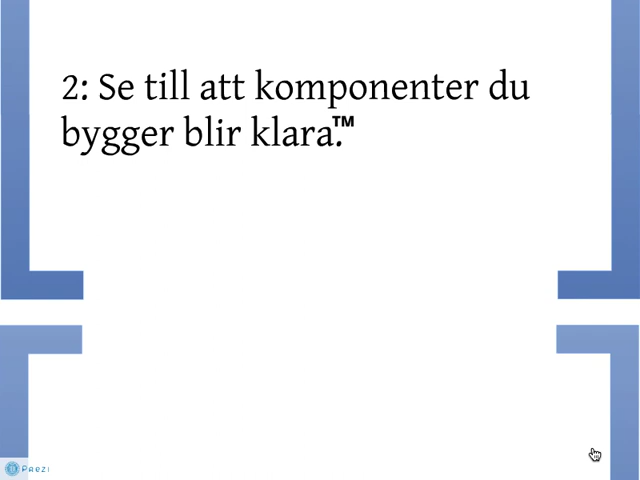 2: Se till att komponenter du
bygger blir klara.™
Prezi